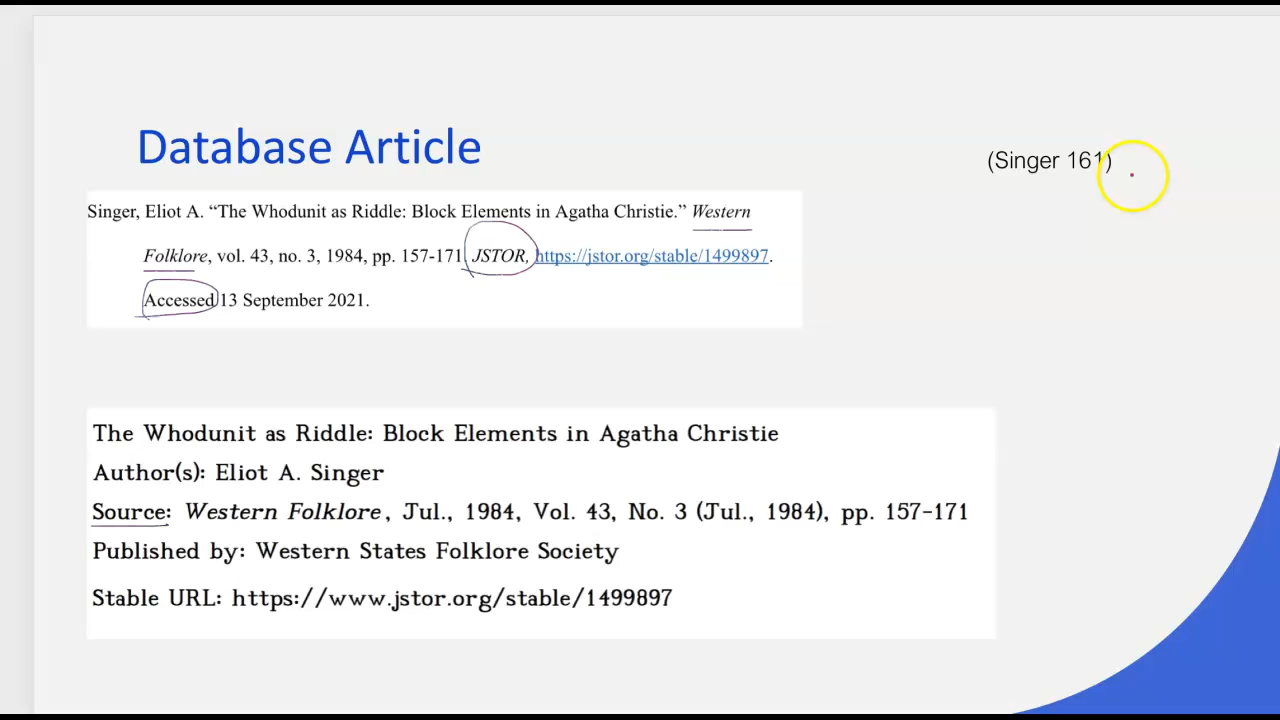 Database Article
(Singer 161)
Singer, Eliot A. “The Whodunit as Riddle: Block Elements in Agatha Christie.” Western
Folklore, vol. 43, no. 3, 1984, pp. 157-171, JSTOR, https://jstor.org/stable/1499897.
Accessed 13 September 2021.
The Whodunit as Riddle: Block Elements in Agatha Christie
Author(s): Eliot A. Singer
Source: Western Folklore, Jul., 1984, Vol. 43, No. 3 (Jul., 1984), pp. 157-171
Published by: Western States Folklore Society
Stable URL: https://www.jstor.org/stable/1499897